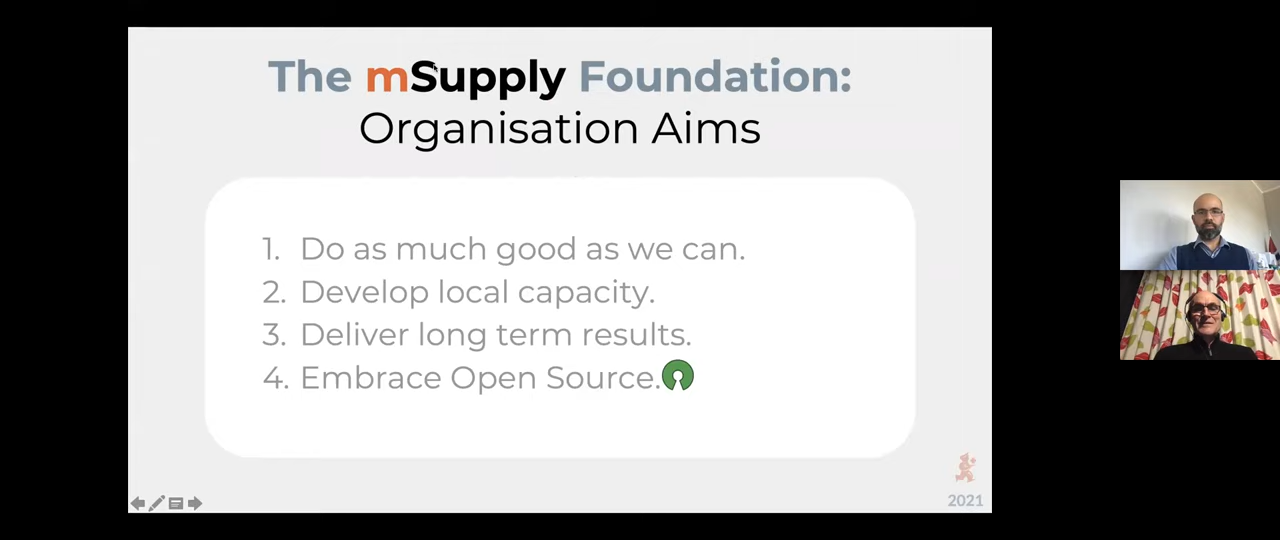 The mSupply Foundation:
Organisation Aims
1. Do as much good as we can.
2. Develop local capacity.
3. Deliver long term results.
4. Embrace Open Source.
2021